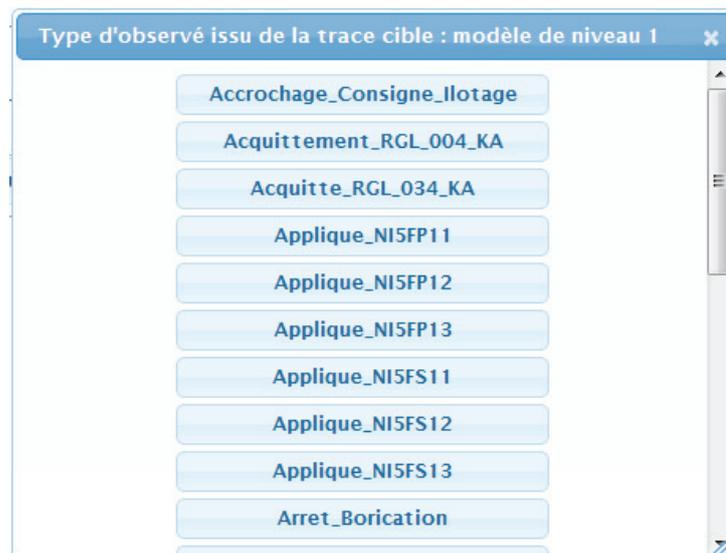 Type d'observé issu de la trace cible : modèle de niveau 1
Accrochage_Consigne_Ilotage
Acquittement_RGL_004_KA
Acquitte_RGL_034_KA
Applique_NI5FP11
Applique_NI5FP12
Applique_NI5FP13
Applique_NI5FS11
Applique_NI5FS12
Applique_NI5FS13
Arret_Borication